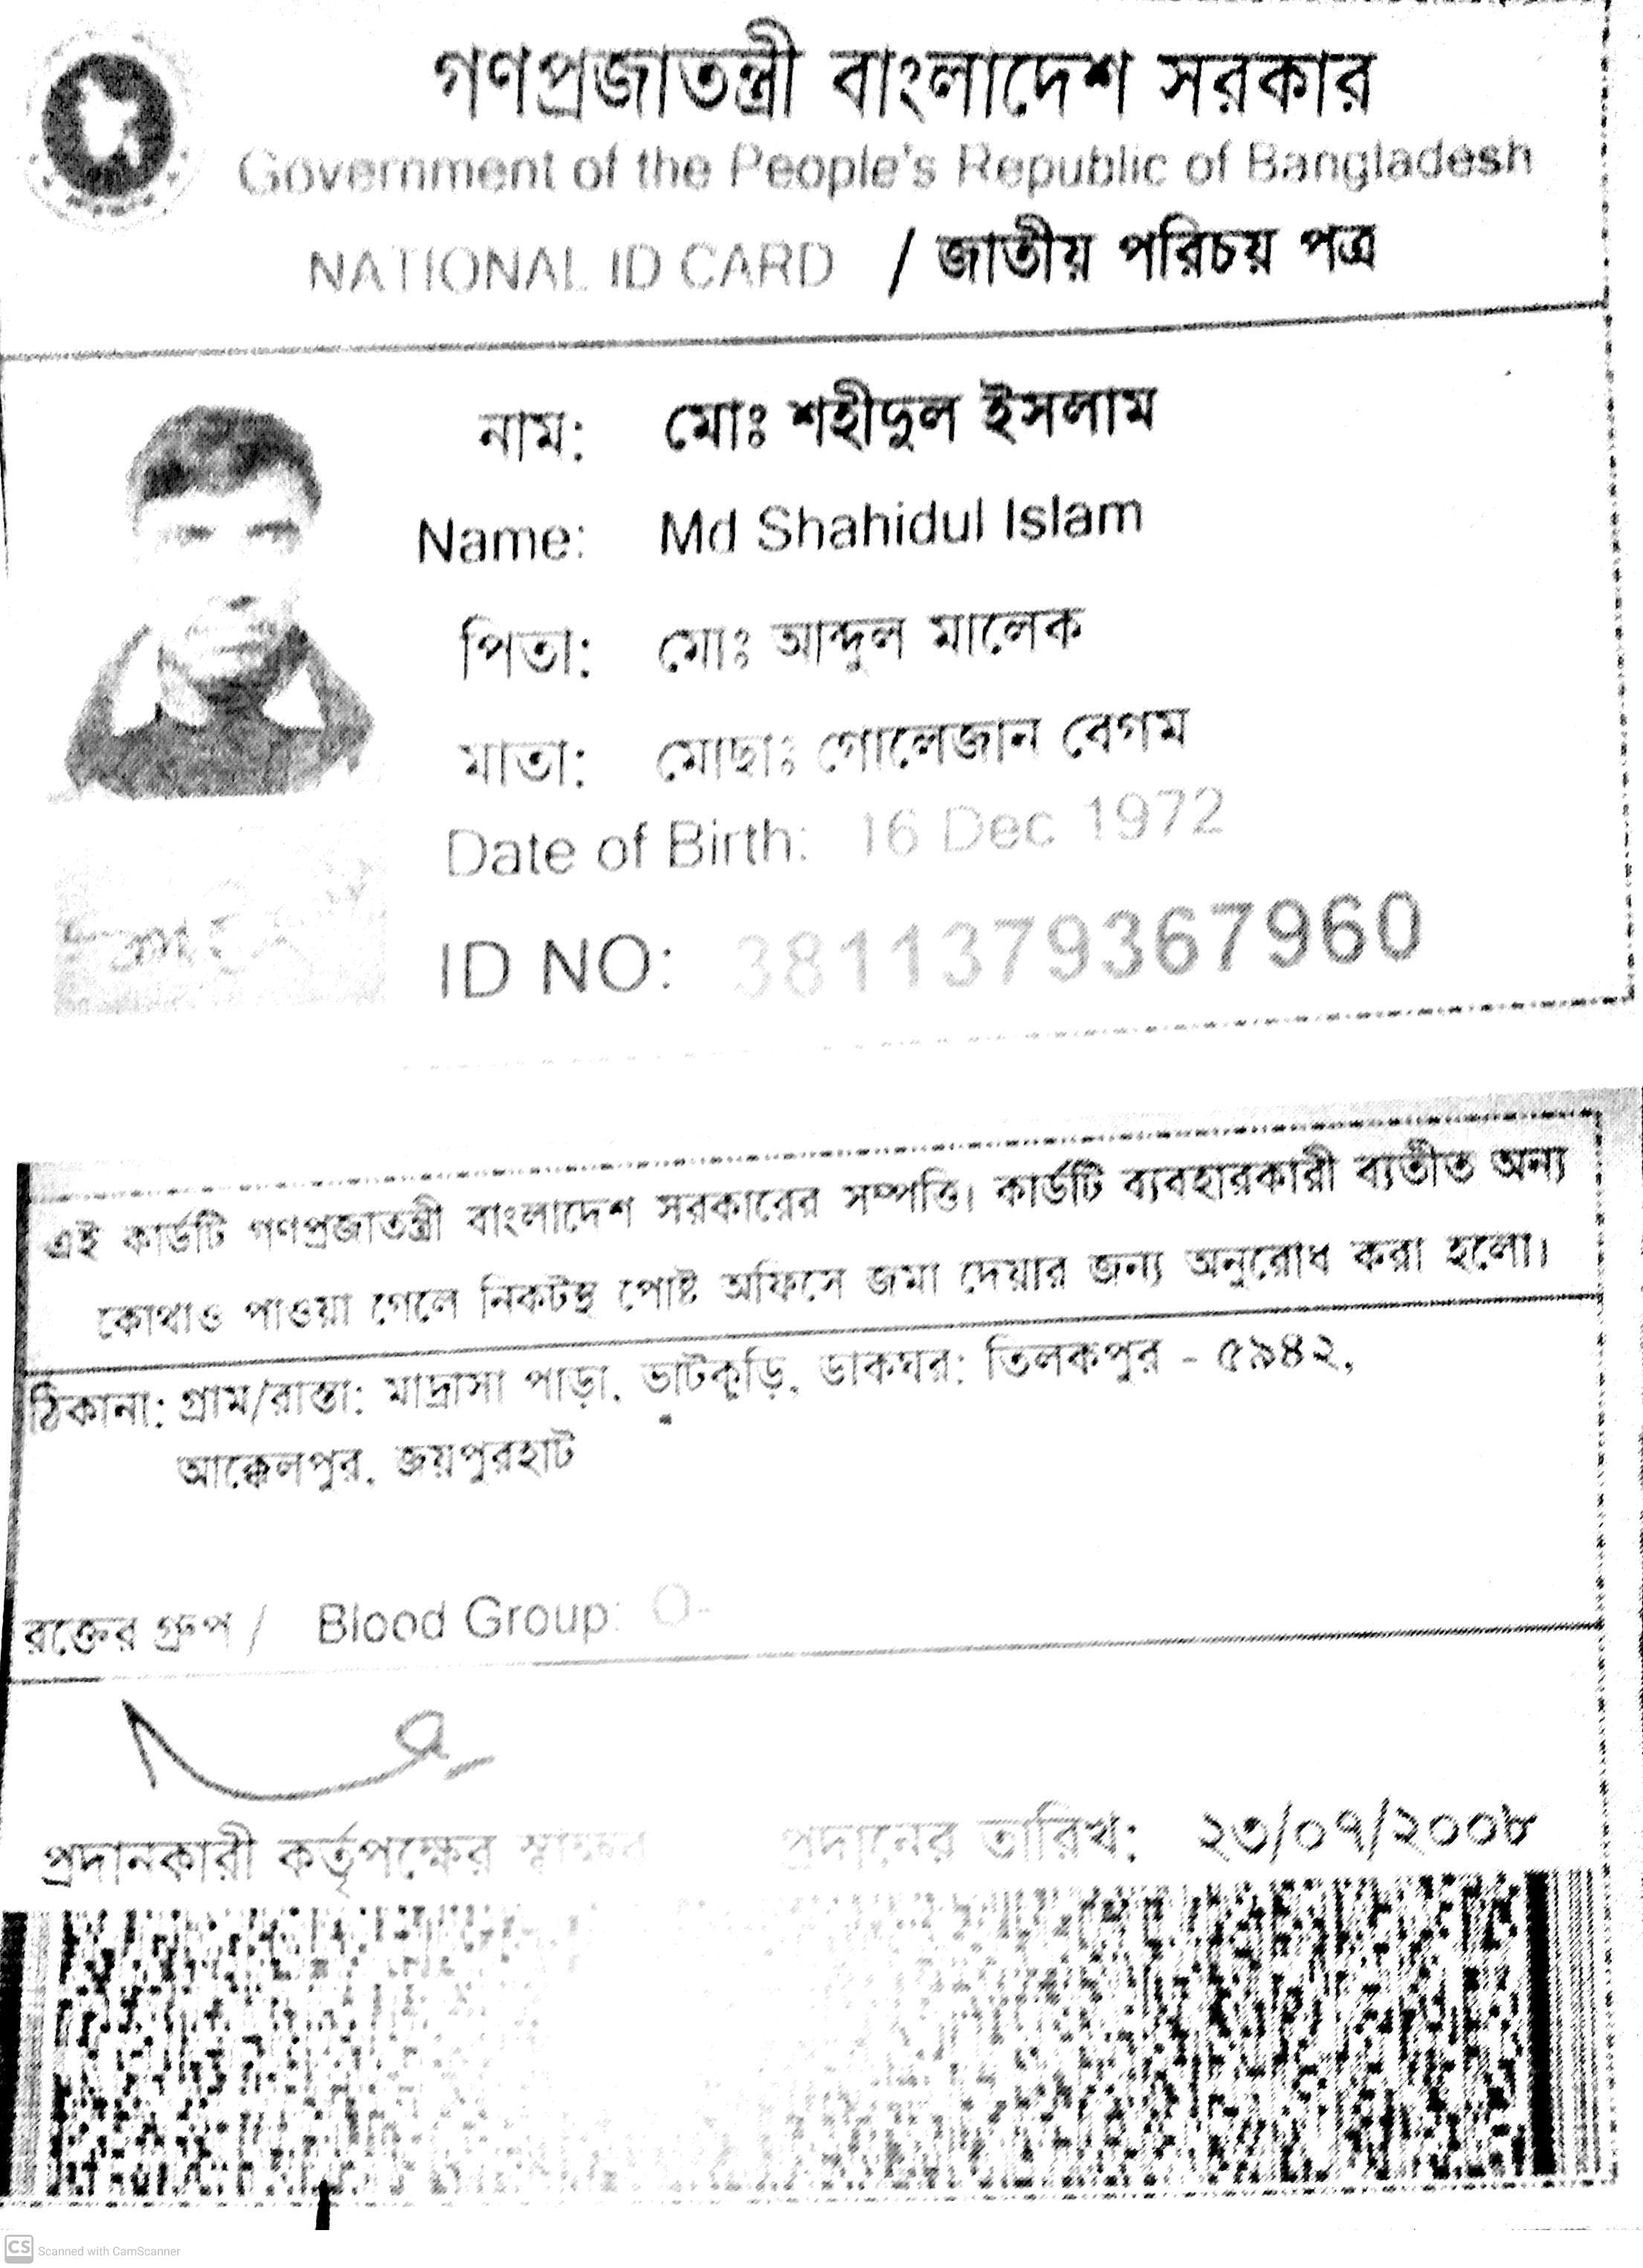 গণপ্রজাতন্ত্রী বাংলাদেশ সরকার
Government of the People's Republic of Bangladesh
NATIONAL ID CARD / জাতীয় পরিচয় পত্র
নাম: মোঃ শহীদুল ইসলাম
Name: Md Shahidul Islam
পিতা: মোঃ আব্দুল মালেক
মাতা: মোছাঃ গোলেজান বেগম
Date of Birth: 16 Dec 1972
ID NO: 3811379367960
এই কার্ডটি গণপ্রজাতন্ত্রী বাংলাদেশ সরকারের সম্পত্তি। কার্ডটি ব্যবহারকারী ব্যতীত অন্য
কোথাও পাওয়া গেলে নিকটস্থ পোষ্ট অফিসে জমা দেয়ার জন্য অনুরোধ করা হলো।
ঠিকানা: গ্রাম/রাস্তা: মাদ্রাসা পাড়া, ভাটকুড়ি, ডাকঘর: তিলকপুর - ৫৯৪২,
আক্কেলপুর, জয়পুরহাট
রক্তের গ্রুপ / Blood Group: O-
প্রদানকারী কর্তৃপক্ষের স্বাক্ষর প্রদানের তারিখ: ২৩/০৭/২০০৮
CS Scanned with CamScanner